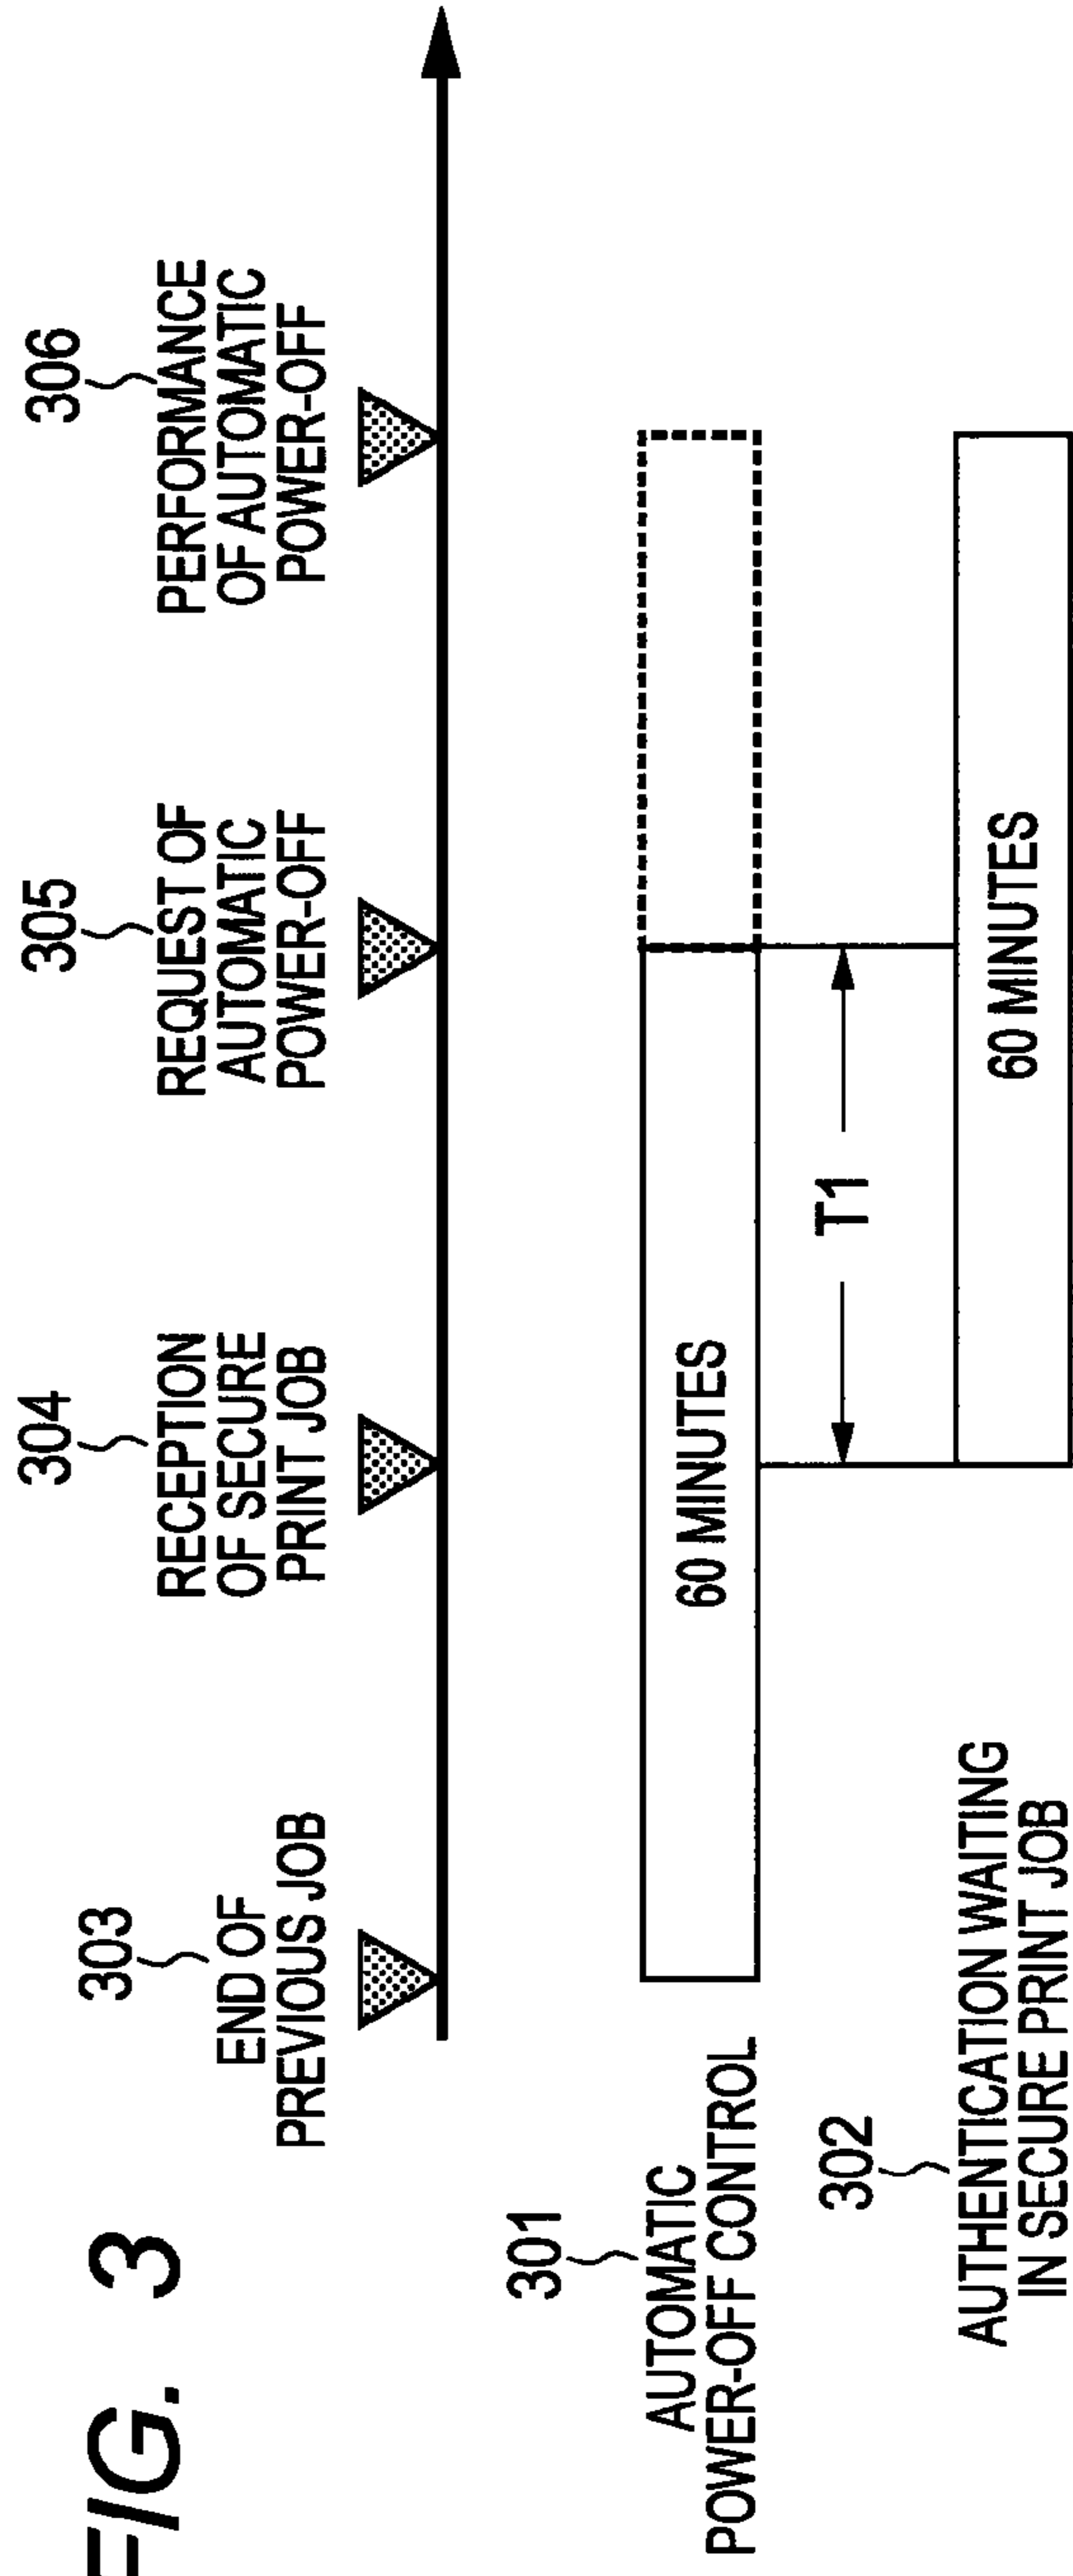 FIG. 3
303
END OF
PREVIOUS JOB
304
RECEPTION
OF SECURE
PRINT JOB
305
REQUEST OF
AUTOMATIC
POWER-OFF
306
PERFORMANCE
OF AUTOMATIC
POWER-OFF
301
AUTOMATIC
POWER-OFF CONTROL
60 MINUTES
T1
302
AUTHENTICATION WAITING
IN SECURE PRINT JOB
60 MINUTES